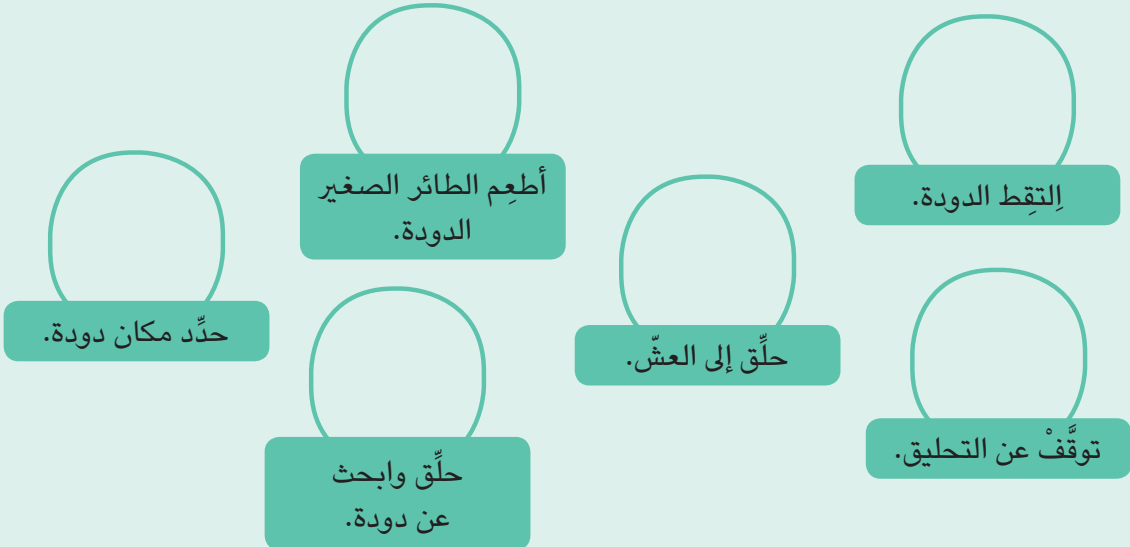 اِلتقِط الدودة.
أطعِم الطائر الصغير
الدودة.
حلِّق إلى العشّ.
حدِّد مكان دودة.
توقَّفْ عن التحليق.
حلِّق وابحث
عن دودة.